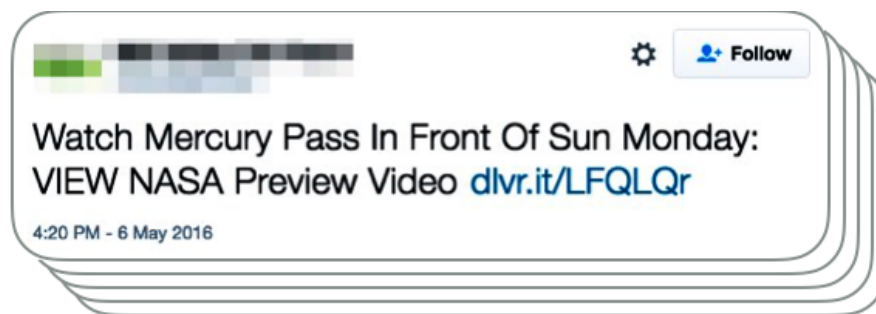 Follow
Watch Mercury Pass In Front Of Sun Monday:
VIEW NASA Preview Video dlvr.it/LFQLQr
4:20 PM - 6 May 2016